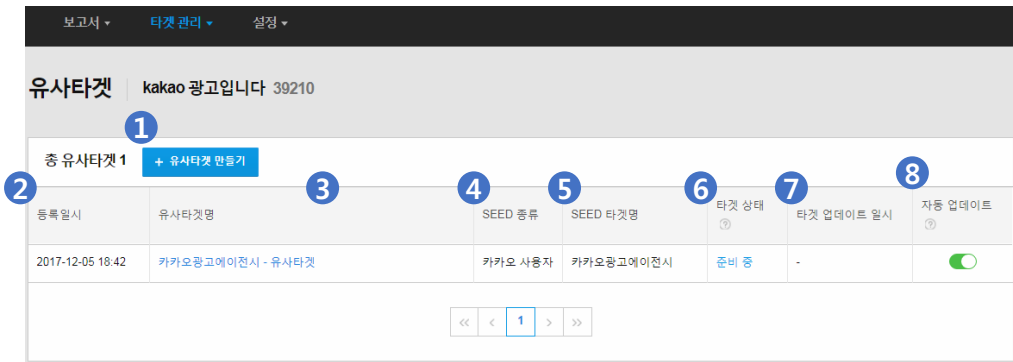 보고서 ▾ 타겟 관리 ▾ 설정 ▾
유사타겟 kakao 광고입니다 39210
1
총 유사타겟 1 + 유사타겟 만들기
2 3 4 5 6 7 8
등록일시 유사타겟명 SEED 종류 SEED 타겟명 타겟 상태 ? 타겟 업데이트 일시 자동 업데이트 ?
2017-12-05 18:42 카카오광고에이전시 - 유사타겟 카카오 사용자 카카오광고에이전시 준비 중 -
« < 1 > »